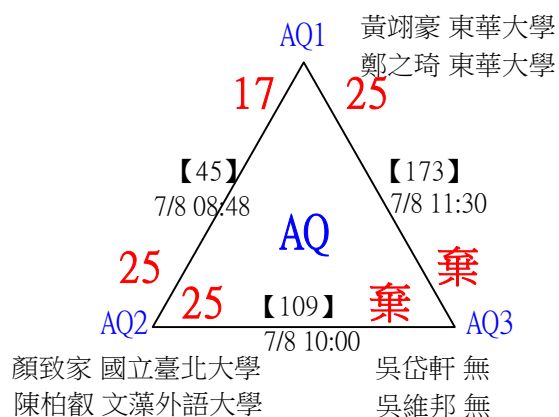 AQ1
黃翊豪 東華大學
鄭之琦 東華大學
17
25
【45】
7/8 08:48
【173】
7/8 11:30
AQ
25
25
【109】
7/8 10:00
棄
棄
AQ2
AQ3
顏致家 國立臺北大學
陳柏叡 文藻外語大學
吳岱軒 無
吳維邦 無